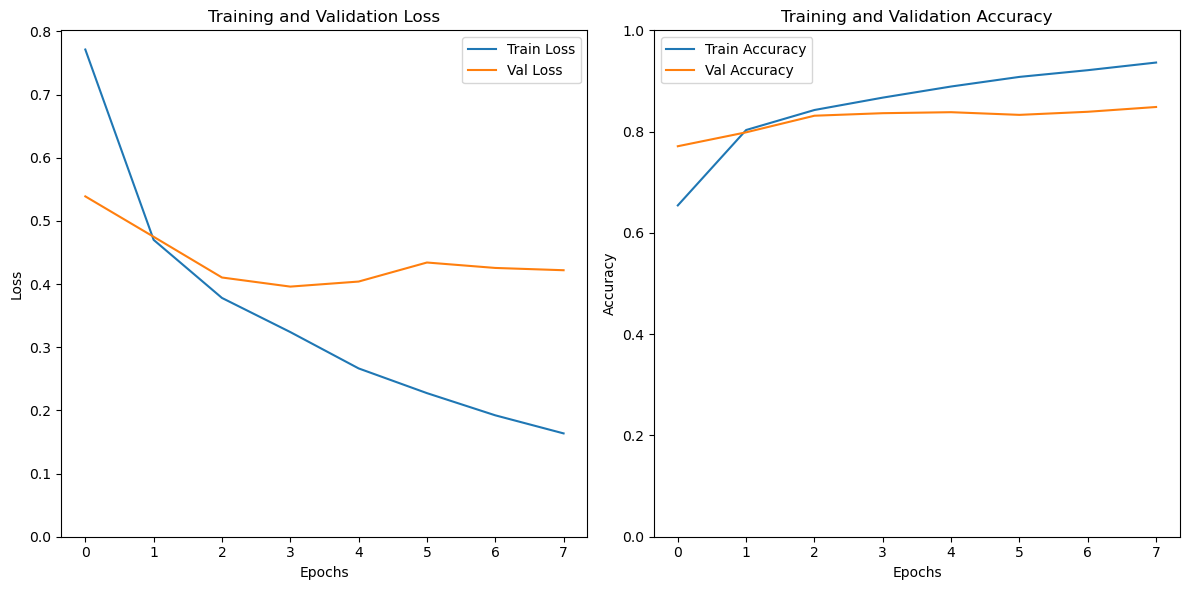 Training and Validation Loss
Train Loss
Val Loss
0.8
0.7
0.6
0.5
0.4
0.3
0.2
0.1
0.0
Loss
0 1 2 3 4 5 6 7
Epochs
Training and Validation Accuracy
Train Accuracy
Val Accuracy
1.0
0.8
0.6
0.4
0.2
0.0
Accuracy
0 1 2 3 4 5 6 7
Epochs